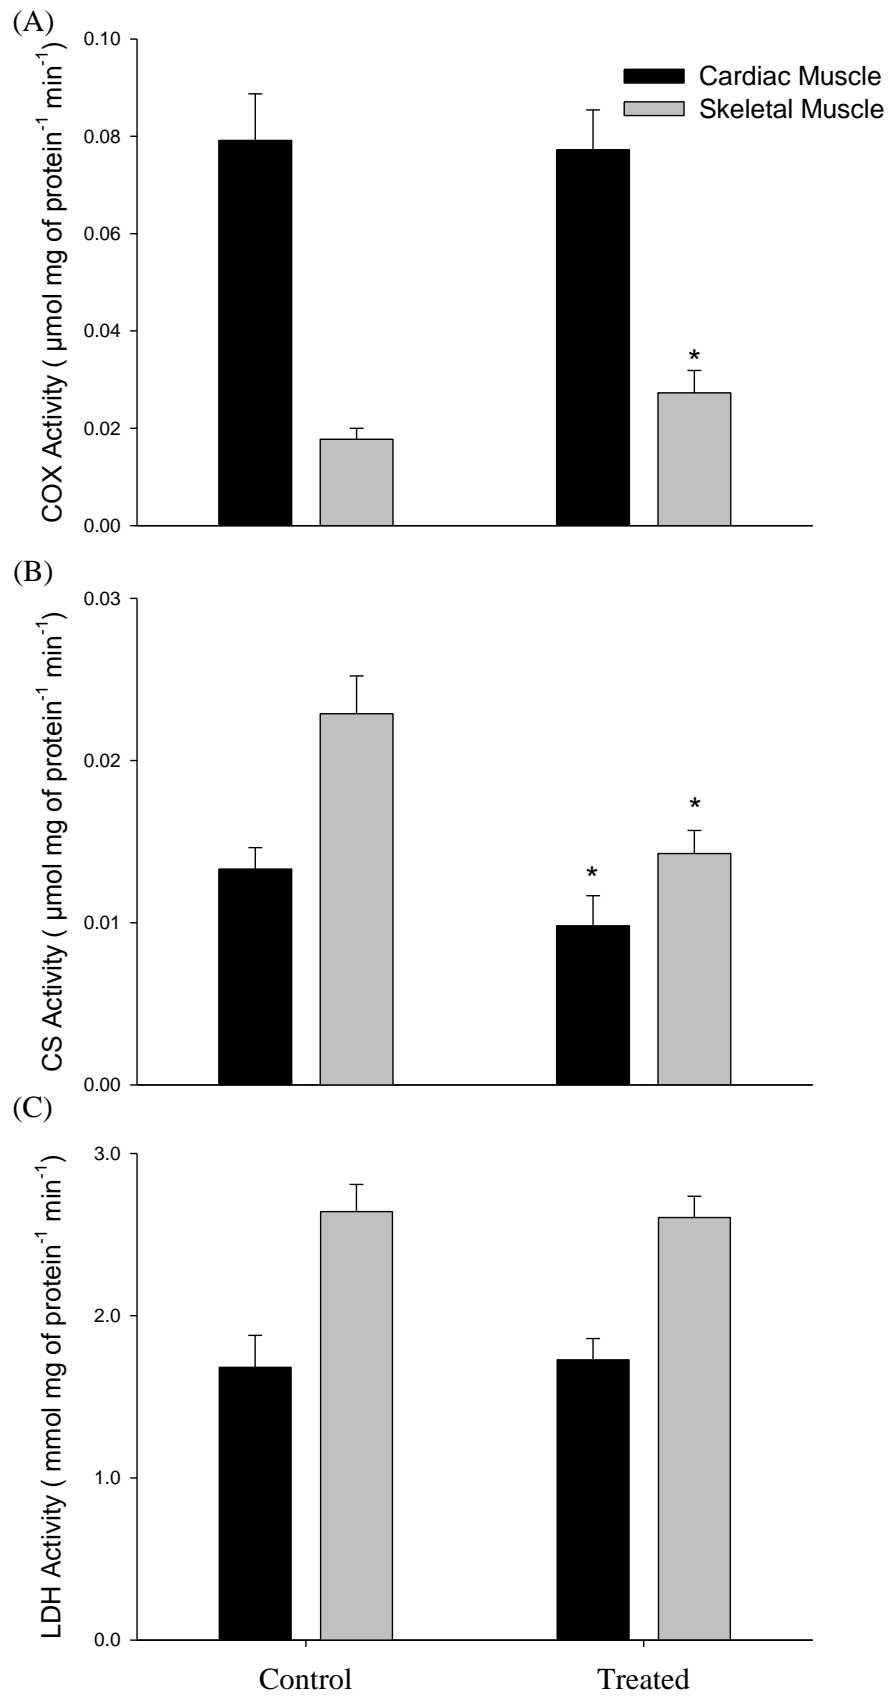 (A)
COX Activity ( µmol mg of protein⁻¹ min⁻¹)
0.10
0.08
0.06
0.04
0.02
0.00
Cardiac Muscle
Skeletal Muscle
*
(B)
CS Activity ( µmol mg of protein⁻¹ min⁻¹)
0.03
0.02
0.01
0.00
*
*
(C)
LDH Activity ( mmol mg of protein⁻¹ min⁻¹)
3.0
2.0
1.0
0.0
Control
Treated